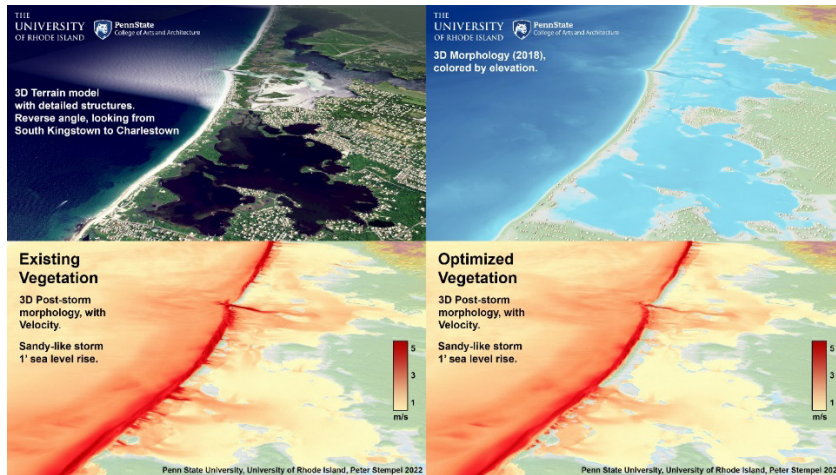 THE
UNIVERSITY
OF RHODE ISLAND
PennState
College of Arts and Architecture
3D Terrain model
with detailed structures.
Reverse angle, looking from
South Kingstown to Charlestown
THE
UNIVERSITY
OF RHODE ISLAND
PennState
College of Arts and Architecture
3D Morphology (2018),
colored by elevation.
Existing
Vegetation
3D Post-storm
morphology, with
Velocity.
Sandy-like storm
1' sea level rise.
5
3
1
m/s
Penn State University, University of Rhode Island, Peter Stempel 2022
Optimized
Vegetation
3D Post-storm
morphology, with
Velocity.
Sandy-like storm
1' sea level rise.
5
3
1
m/s
Penn State University, University of Rhode Island, Peter Stempel 202